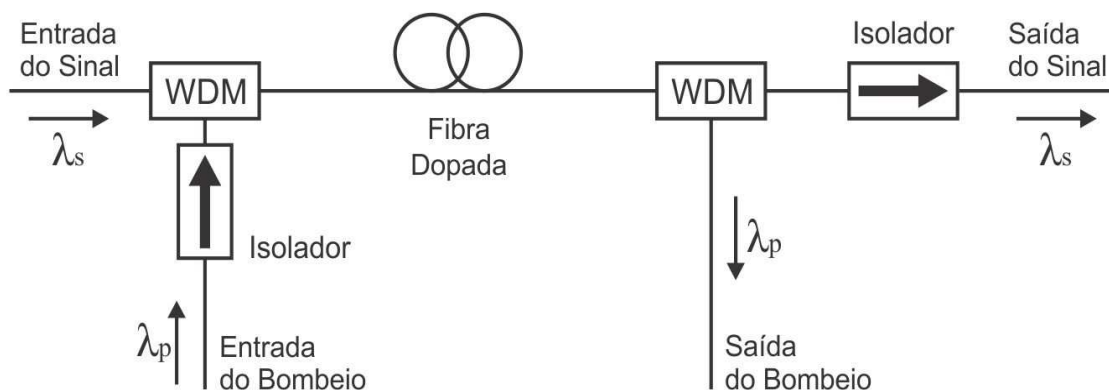 Entrada
do Sinal
WDM
λs
Isolador
λp
Entrada
do Bombeio
Fibra
Dopada
WDM
λp
Saída
do Bombeio
Isolador
Saída
do Sinal
λs